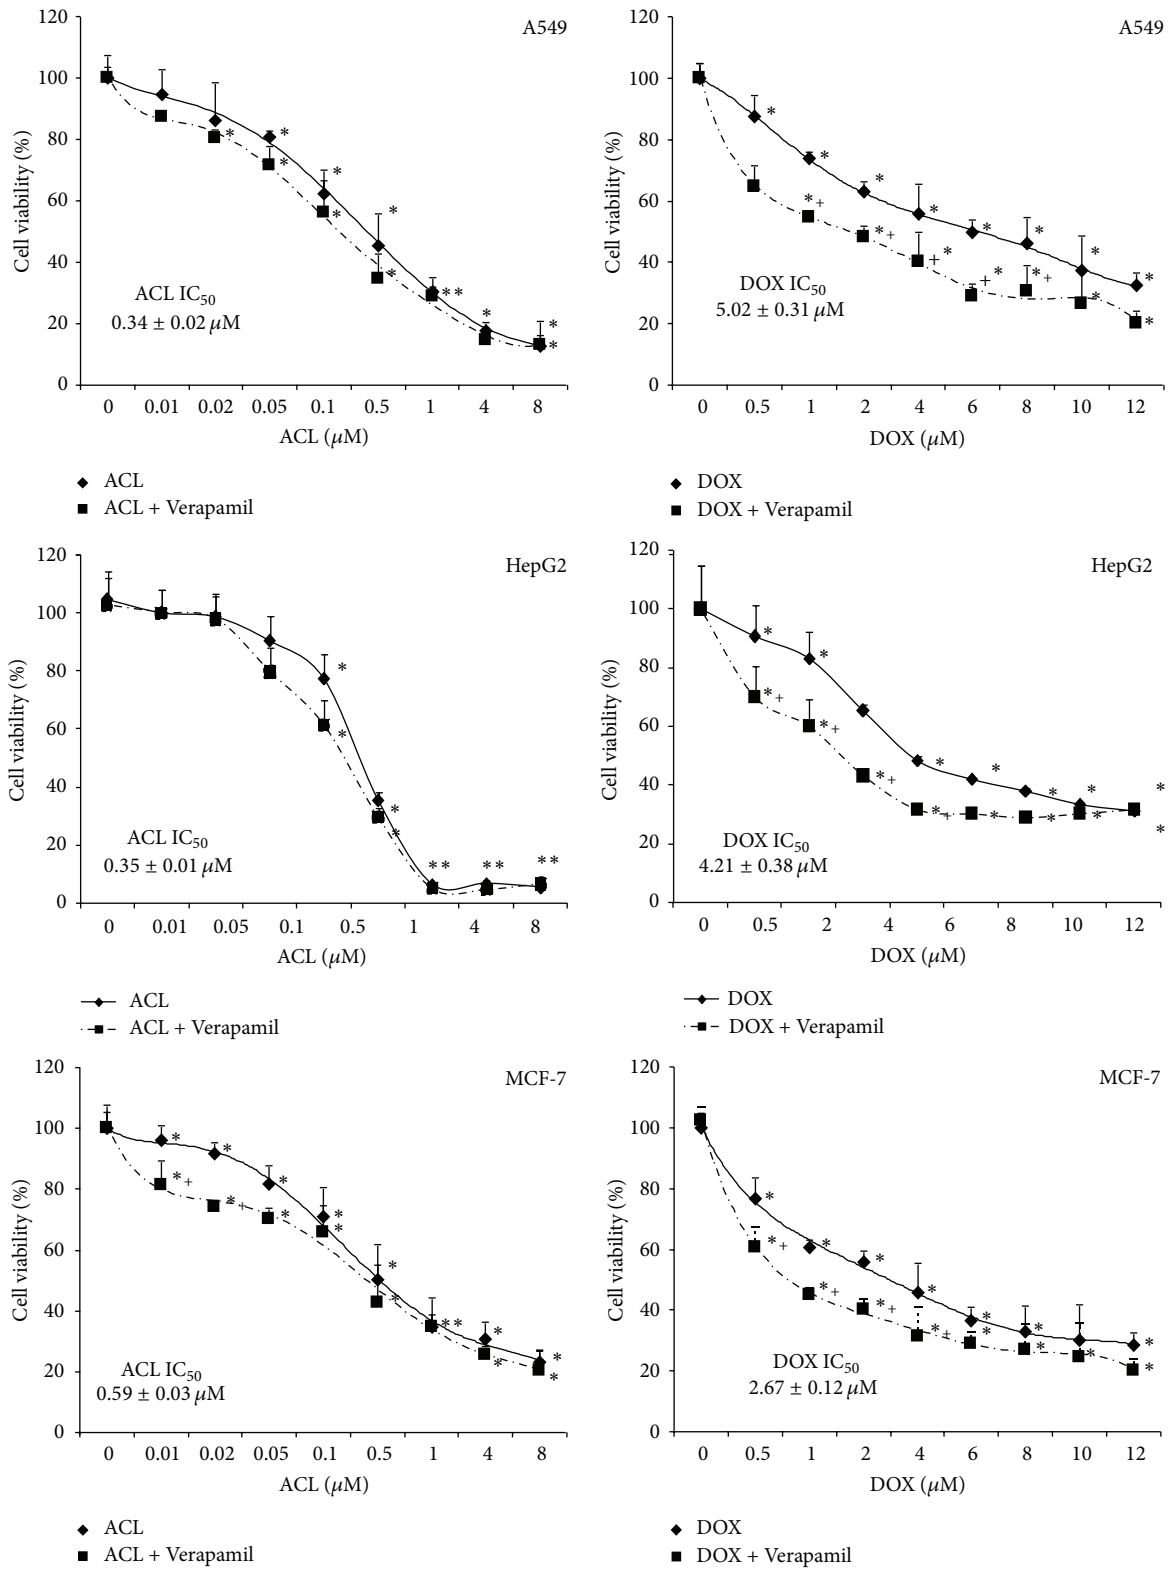 A549
120
100
80
60
40
20
0
Cell viability (%)
ACL IC50
0.34 ± 0.02 μM
0 0.01 0.02 0.05 0.1 0.5 1 4 8
ACL (μM)
ACL
ACL + Verapamil
A549
120
100
80
60
40
20
0
Cell viability (%)
DOX IC50
5.02 ± 0.31 μM
0 0.5 1 2 4 6 8 10 12
DOX (μM)
DOX
DOX + Verapamil
HepG2
120
100
80
60
40
20
0
Cell viability (%)
ACL IC50
0.35 ± 0.01 μM
0 0.01 0.05 0.1 0.5 1 4 8
ACL (μM)
ACL
ACL + Verapamil
HepG2
120
100
80
60
40
20
0
Cell viability (%)
DOX IC50
4.21 ± 0.38 μM
0 0.5 2 4 6 8 10 12
DOX (μM)
DOX
DOX + Verapamil
MCF-7
120
100
80
60
40
20
0
Cell viability (%)
ACL IC50
0.59 ± 0.03 μM
0 0.01 0.02 0.05 0.1 0.5 1 4 8
ACL (μM)
ACL
ACL + Verapamil
MCF-7
120
100
80
60
40
20
0
Cell viability (%)
DOX IC50
2.67 ± 0.12 μM
0 0.5 1 2 4 6 8 10 12
DOX (μM)
DOX
DOX + Verapamil